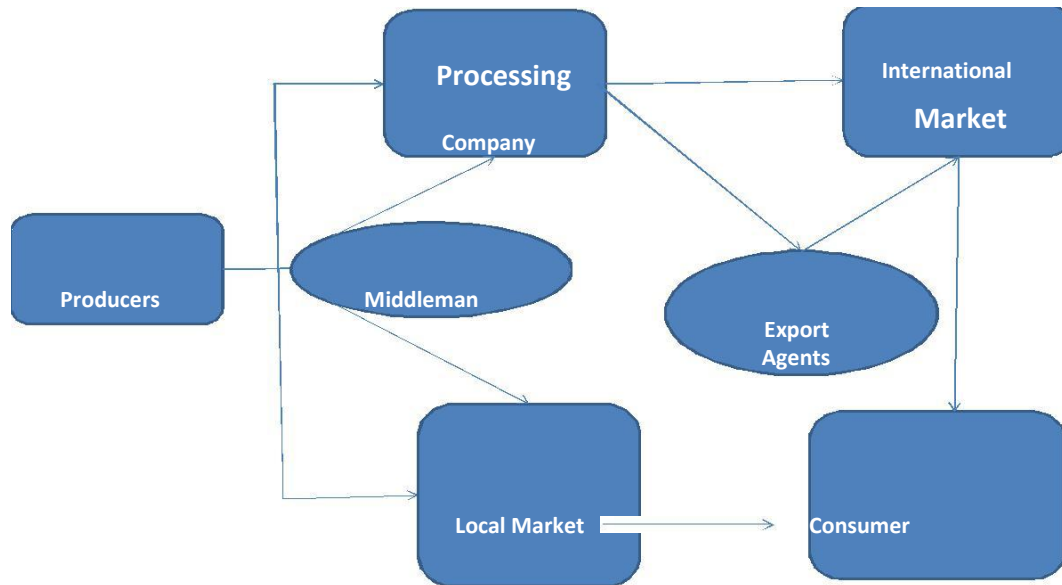 Processing
Company
International
Market
Producers
Middleman
Export
Agents
Local Market
Consumer